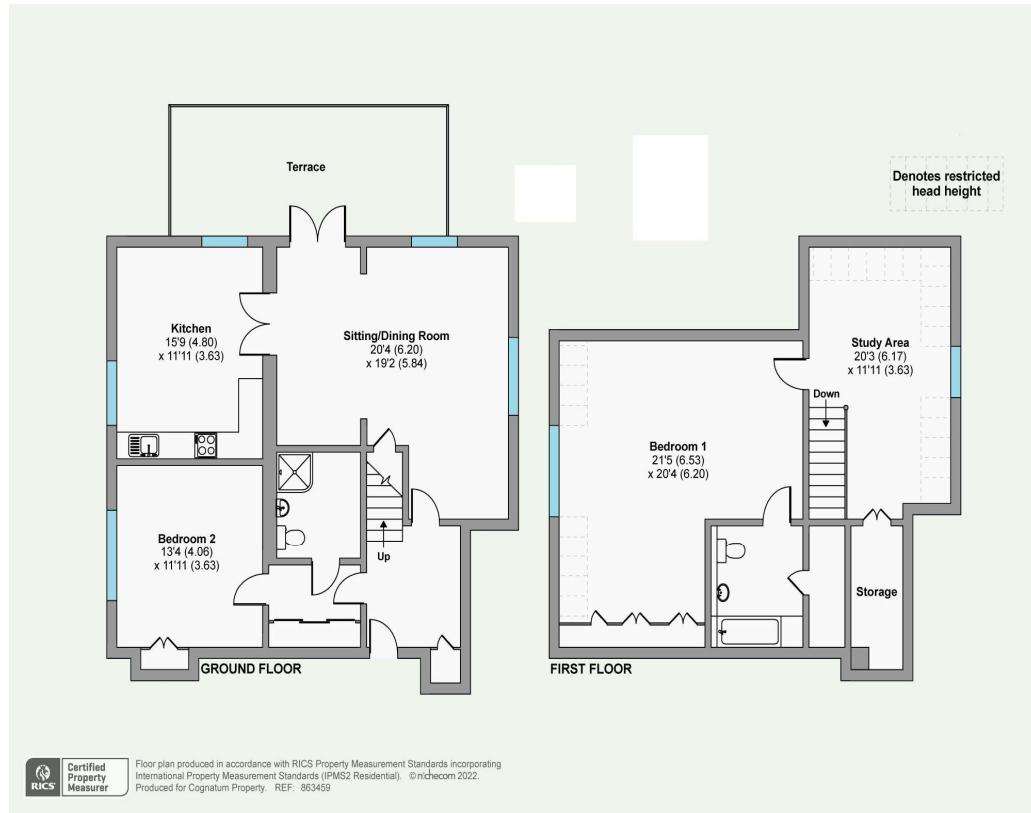 Terrace
Denotes restricted
head height
Kitchen
15'9 (4.80)
x 11'11 (3.63)
Sitting/Dining Room
20'4 (6.20)
x 19'2 (5.84)
Study Area
20'3 (6.17)
x 11'11 (3.63)
Down
Bedroom 1
21'5 (6.53)
x 20'4 (6.20)
Bedroom 2
13'4 (4.06)
x 11'11 (3.63)
Up
Storage
GROUND FLOOR
FIRST FLOOR
RICS
Certified
Property
Measurer
Floor plan produced in accordance with RICS Property Measurement Standards incorporating
International Property Measurement Standards (IPMS2 Residential). © n/checom 2022.
Produced for Cognatum Property. REF: 863459